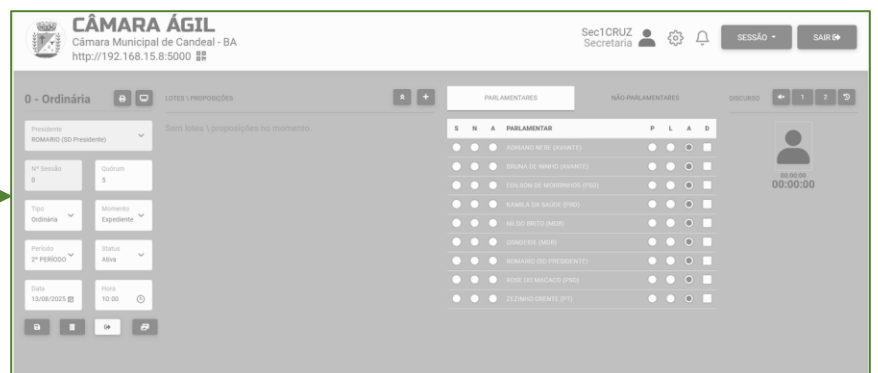 CÂMARA ÁGIL
Câmara Municipal de Candeal - BA
http://192.168.15.8:5000
Sec1CRUZ
Secretaria
SESSÃO
SAIR
0 - Ordinária
Presidente
ROMARIO (SD Presidente)
Nº Sessão
0
Quórum
5
Tipo
Ordinária
Momento
Expediente
Período
2º PERÍODO
Status
Ativa
Data
13/08/2025
Hora
10:00
LOTES \ PROPOSIÇÕES
Sem lotes \ proposições no momento.
PARLAMENTARES NÃO-PARLAMENTARES
S N A PARLAMENTAR P L A D
ADRIANO NERE (AVANTE)
BRUNA DE NINHO (AVANTE)
EDILSON DE MORRINHOS (PSD)
KAMILA DA SAÚDE (PSD)
NILDO BRITO (MDB)
(MDB)
ROMARIO (SD PRESIDENTE)
ROSE DO MACACO (PSD)
ZEZINHO CRENTE (PT)
DISCURSO 1 2
00:00:00
00:00:00